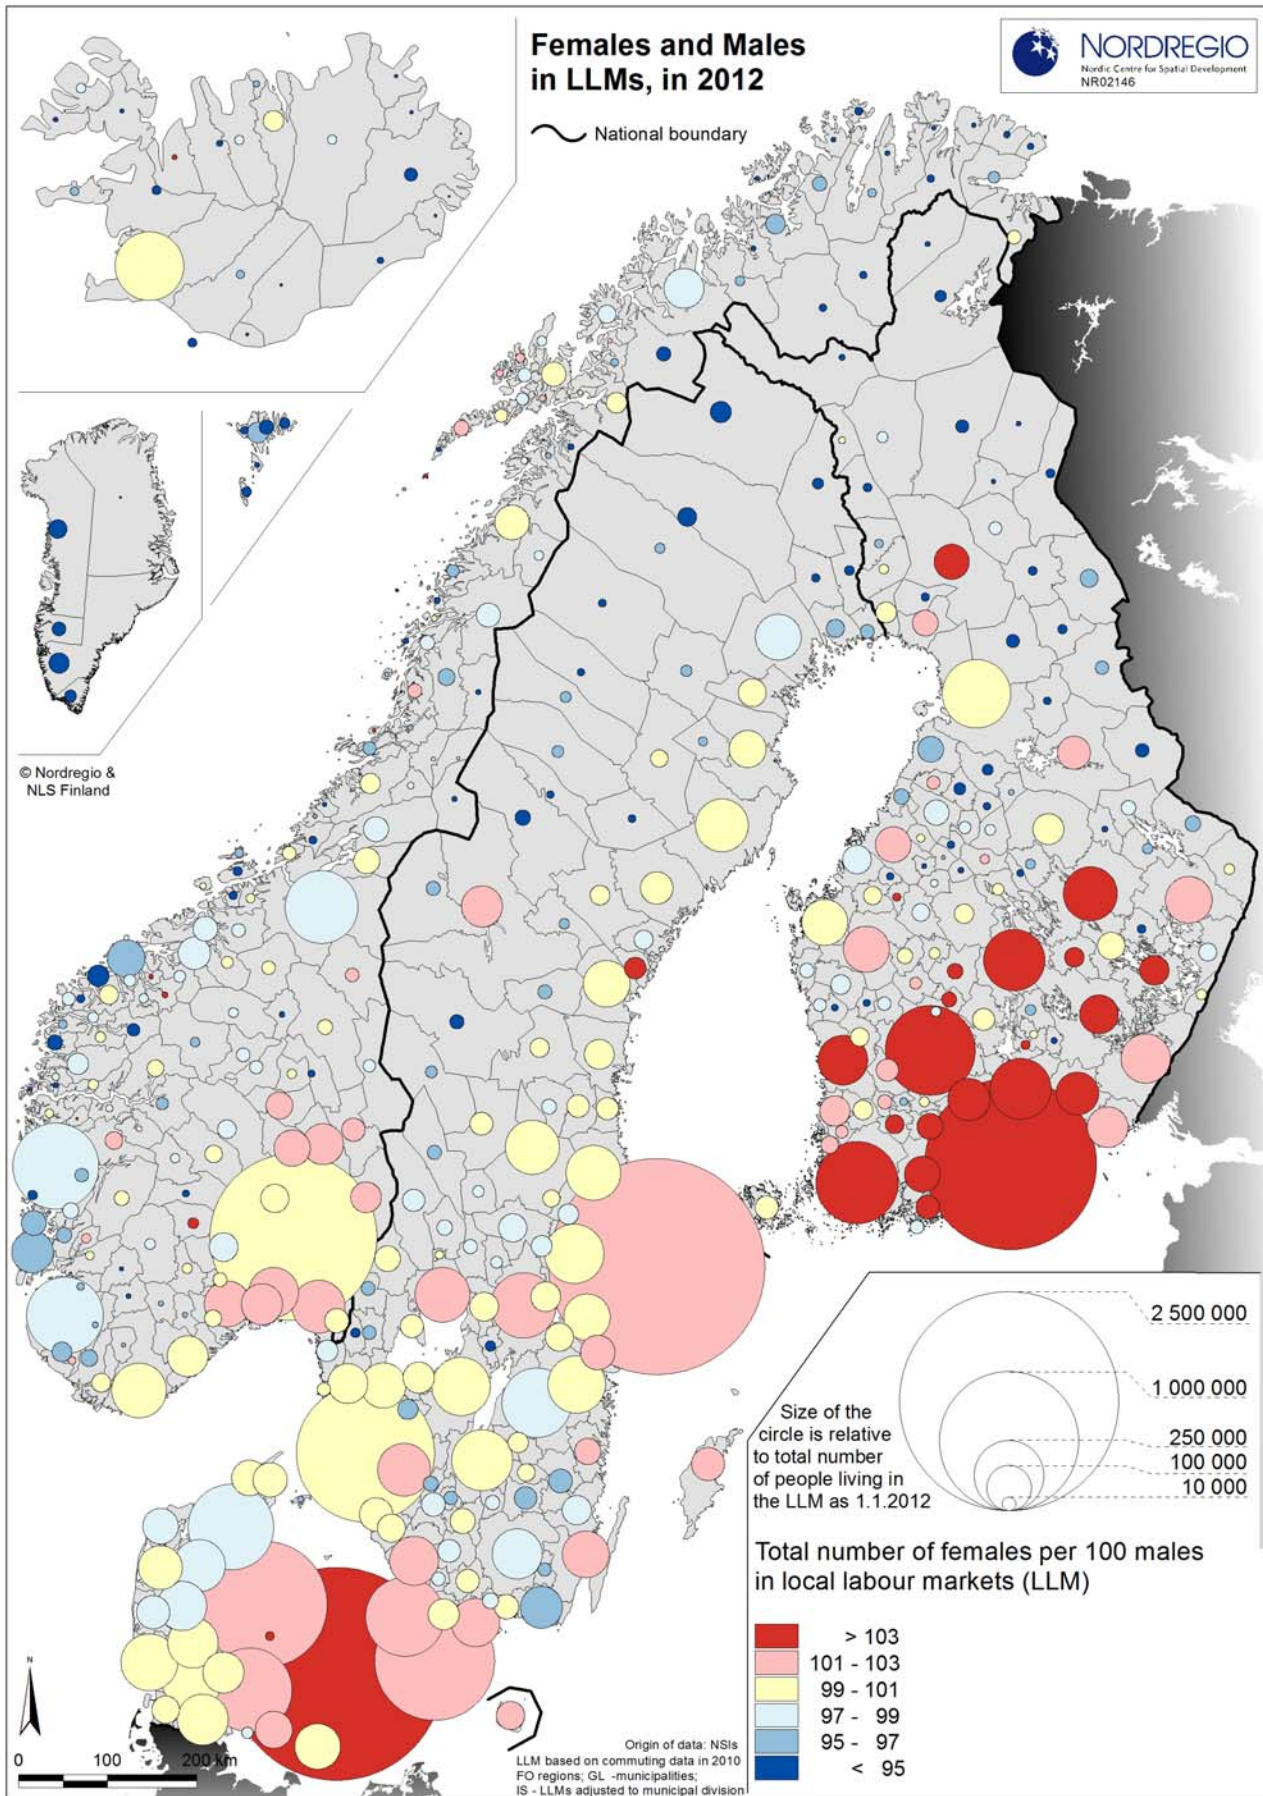 Females and Males
in LLMs, in 2012
National boundary
NORDREGIO
Nordic Centre for Spatial Development
NR02146
© Nordregio &
NLS Finland
2 500 000
1 000 000
250 000
100 000
10 000
Size of the
circle is relative
to total number
of people living in
the LLM as 1.1.2012
Total number of females per 100 males
in local labour markets (LLM)
> 103
101 - 103
99 - 101
97 - 99
95 - 97
< 95
N
0 100 200 km
Origin of data: NSIs
LLM based on commuting data in 2010
FO regions; GL -municipalities;
IS - LLMs adjusted to municipal division